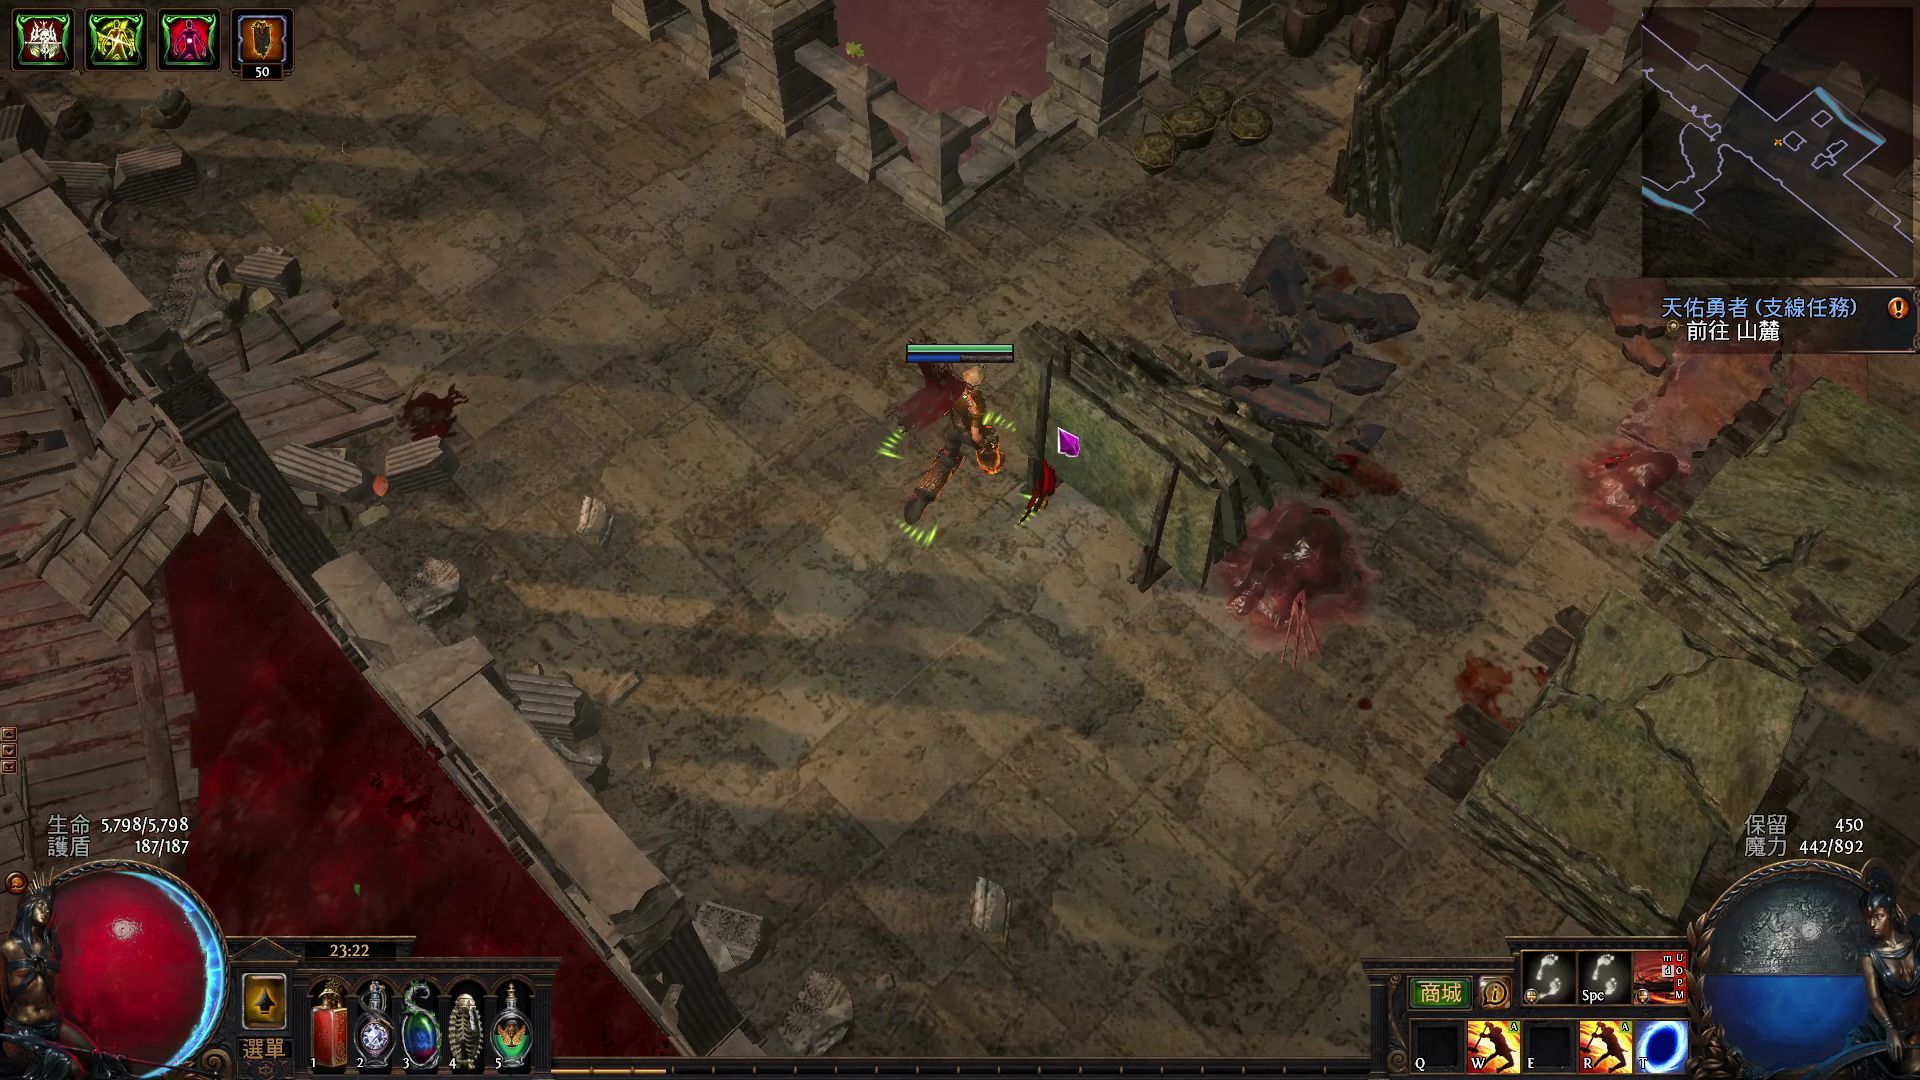 50
天佑勇者 (支線任務)
前往 山麓
生命 5,798/5,798
護盾 187/187
保留 450
魔力 442/892
23:22
選單
1 2 3 4 5
商城
Spc
m U
d O
P
M
Q W A E R A T